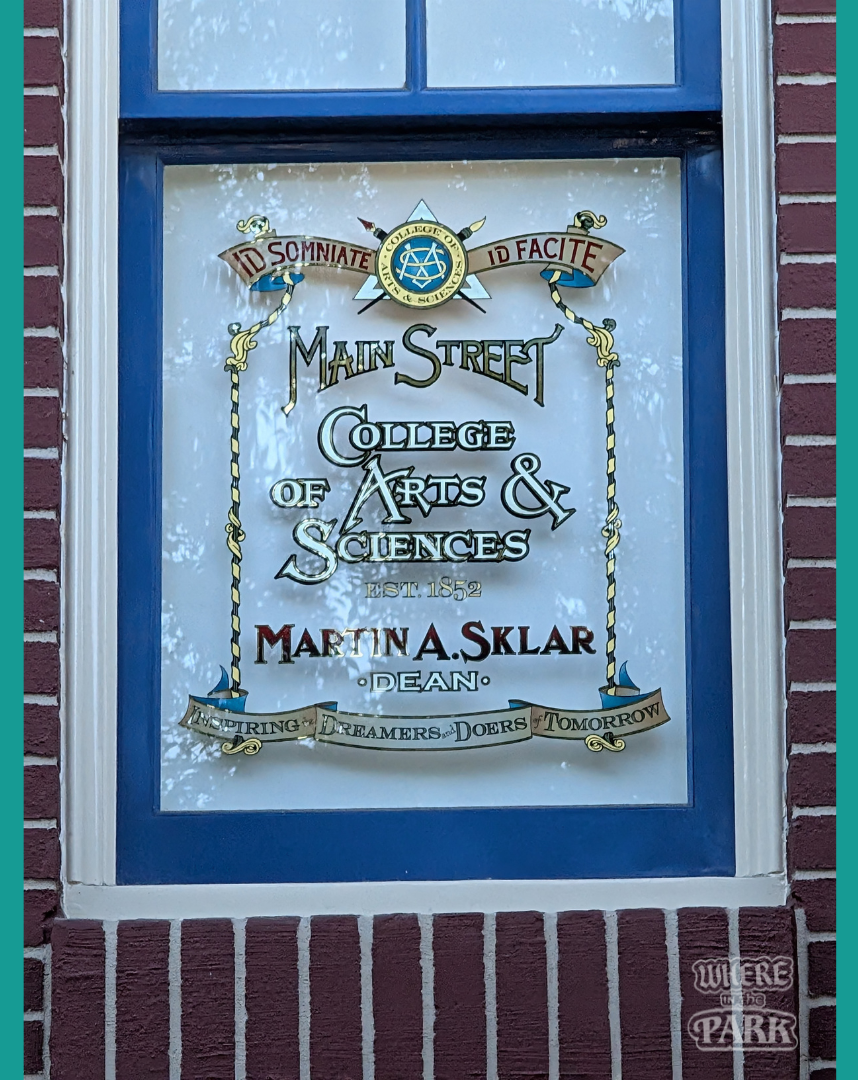 ID SOMNIATE ID FACITE
COLLEGE OF
ARTS & SCIENCES
MAIN STREET
COLLEGE
OF ARTS &
SCIENCES
EST. 1852
MARTIN A. SKLAR
·DEAN·
INSPIRING the DREAMERS and DOERS of TOMORROW
WHERE
IN the
PARK